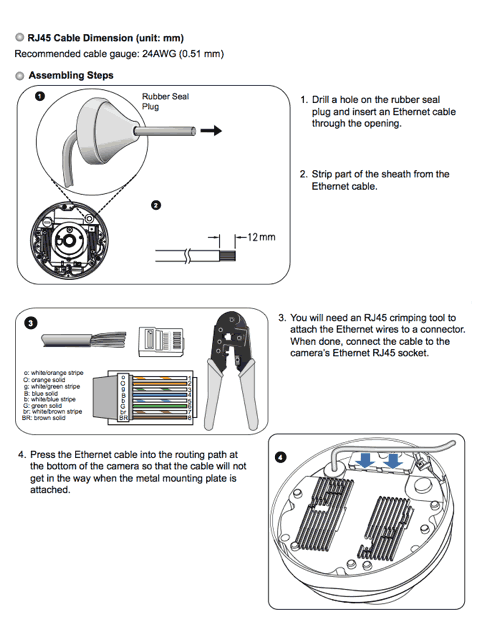 RJ45 Cable Dimension (unit: mm)
Recommended cable gauge: 24AWG (0.51 mm)
Assembling Steps
1
Rubber Seal
Plug
1. Drill a hole on the rubber seal
plug and insert an Ethernet cable
through the opening.
2. Strip part of the sheath from the
Ethernet cable.
2
12mm
3
3. You will need an RJ45 crimping tool to
attach the Ethernet wires to a connector.
When done, connect the cable to the
camera's Ethernet RJ45 socket.
o: white/orange stripe
O: orange solid
g: white/green stripe
B: blue solid
b: white/blue stripe
G: green solid
br: white/brown stripe
BR: brown solid
o 1
O 2
g 3
B 4
b 5
G 6
br 7
BR 8
4. Press the Ethernet cable into the routing path at
the bottom of the camera so that the cable will not
get in the way when the metal mounting plate is
attached.
4